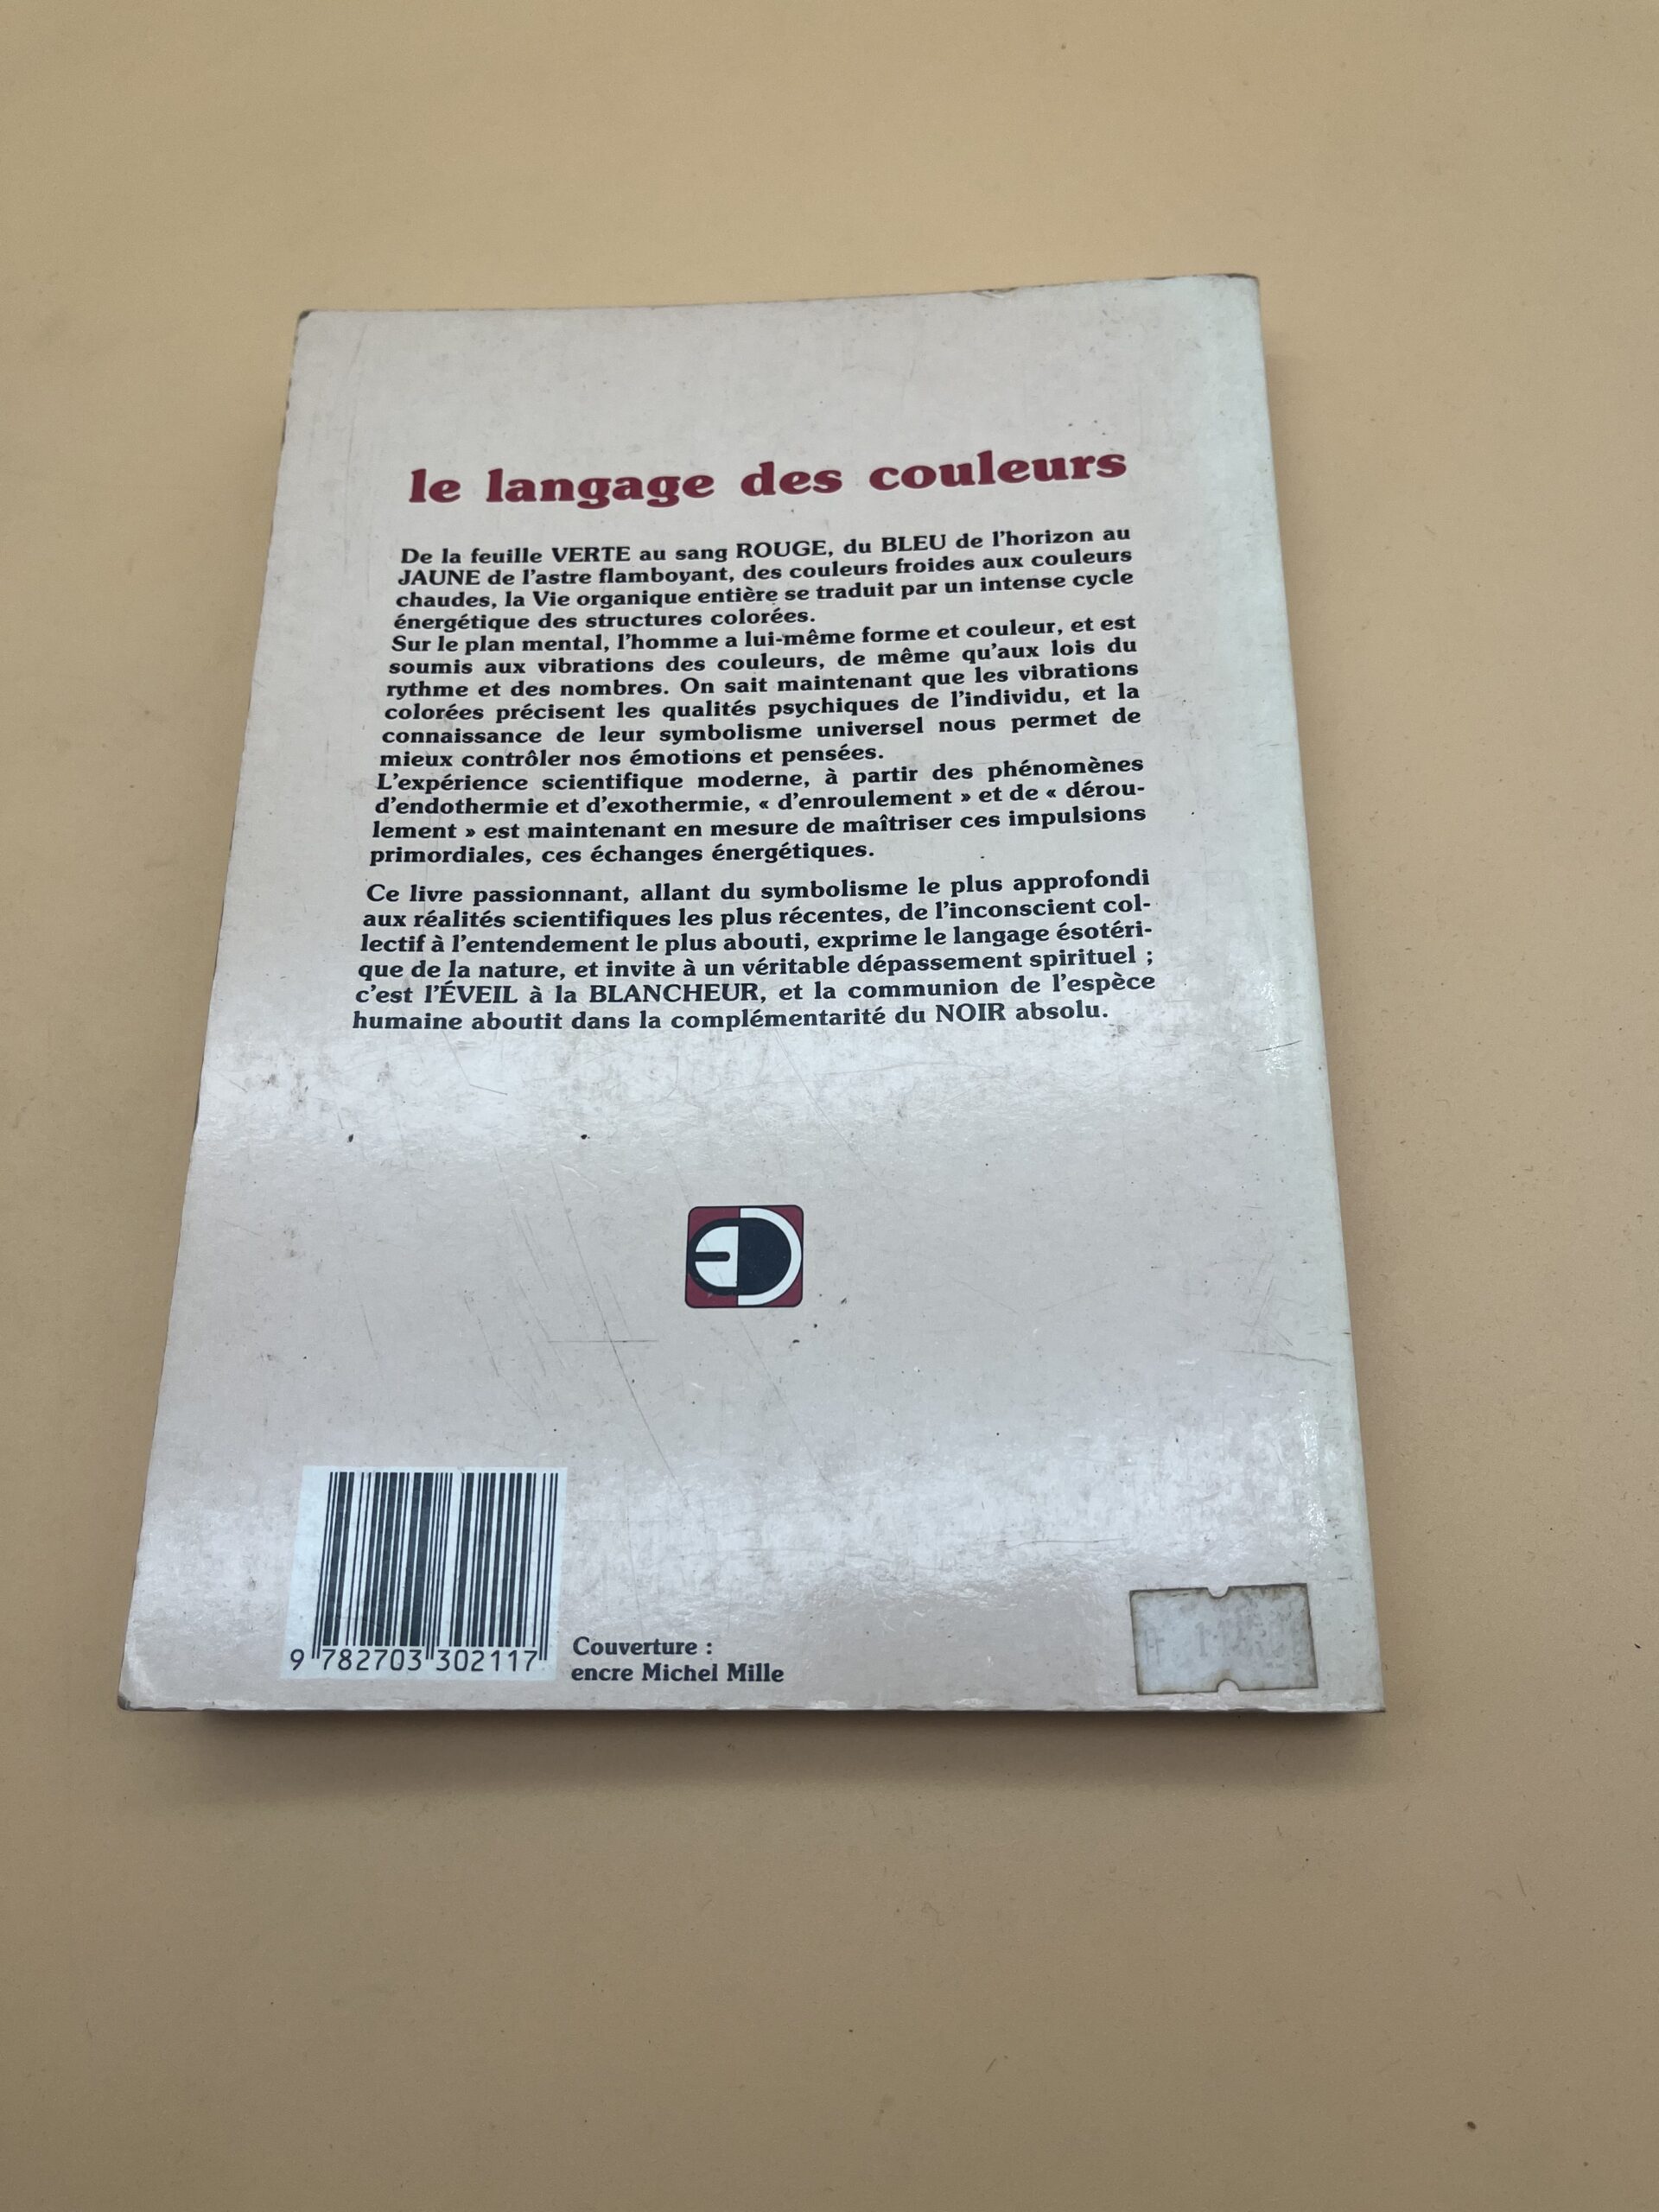 le langage des couleurs
De la feuille VERTE au sang ROUGE, du BLEU de l'horizon au
JAUNE de l'astre flamboyant, des couleurs froides aux couleurs
chaudes, la Vie organique entière se traduit par un intense cycle
énergétique des structures colorées.
Sur le plan mental, l'homme a lui-même forme et couleur, et est
soumis aux vibrations des couleurs, de même qu'aux lois du
rythme et des nombres. On sait maintenant que les vibrations
colorées précisent les qualités psychiques de l'individu, et la
connaissance de leur symbolisme universel nous permet de
mieux contrôler nos émotions et pensées.
L'expérience scientifique moderne, à partir des phénomènes
d'endothermie et d'exothermie, « d'enroulement » et de « dérou-
lement » est maintenant en mesure de maîtriser ces impulsions
primordiales, ces échanges énergétiques.
Ce livre passionnant, allant du symbolisme le plus approfondi
aux réalités scientifiques les plus récentes, de l'inconscient col-
lectif à l'entendement le plus abouti, exprime le langage ésotéri-
que de la nature, et invite à un véritable dépassement spirituel ;
c'est l'ÉVEIL à la BLANCHEUR, et la communion de l'espèce
humaine aboutit dans la complémentarité du NOIR absolu.
9 782703 302117
Couverture :
encre Michel Mille